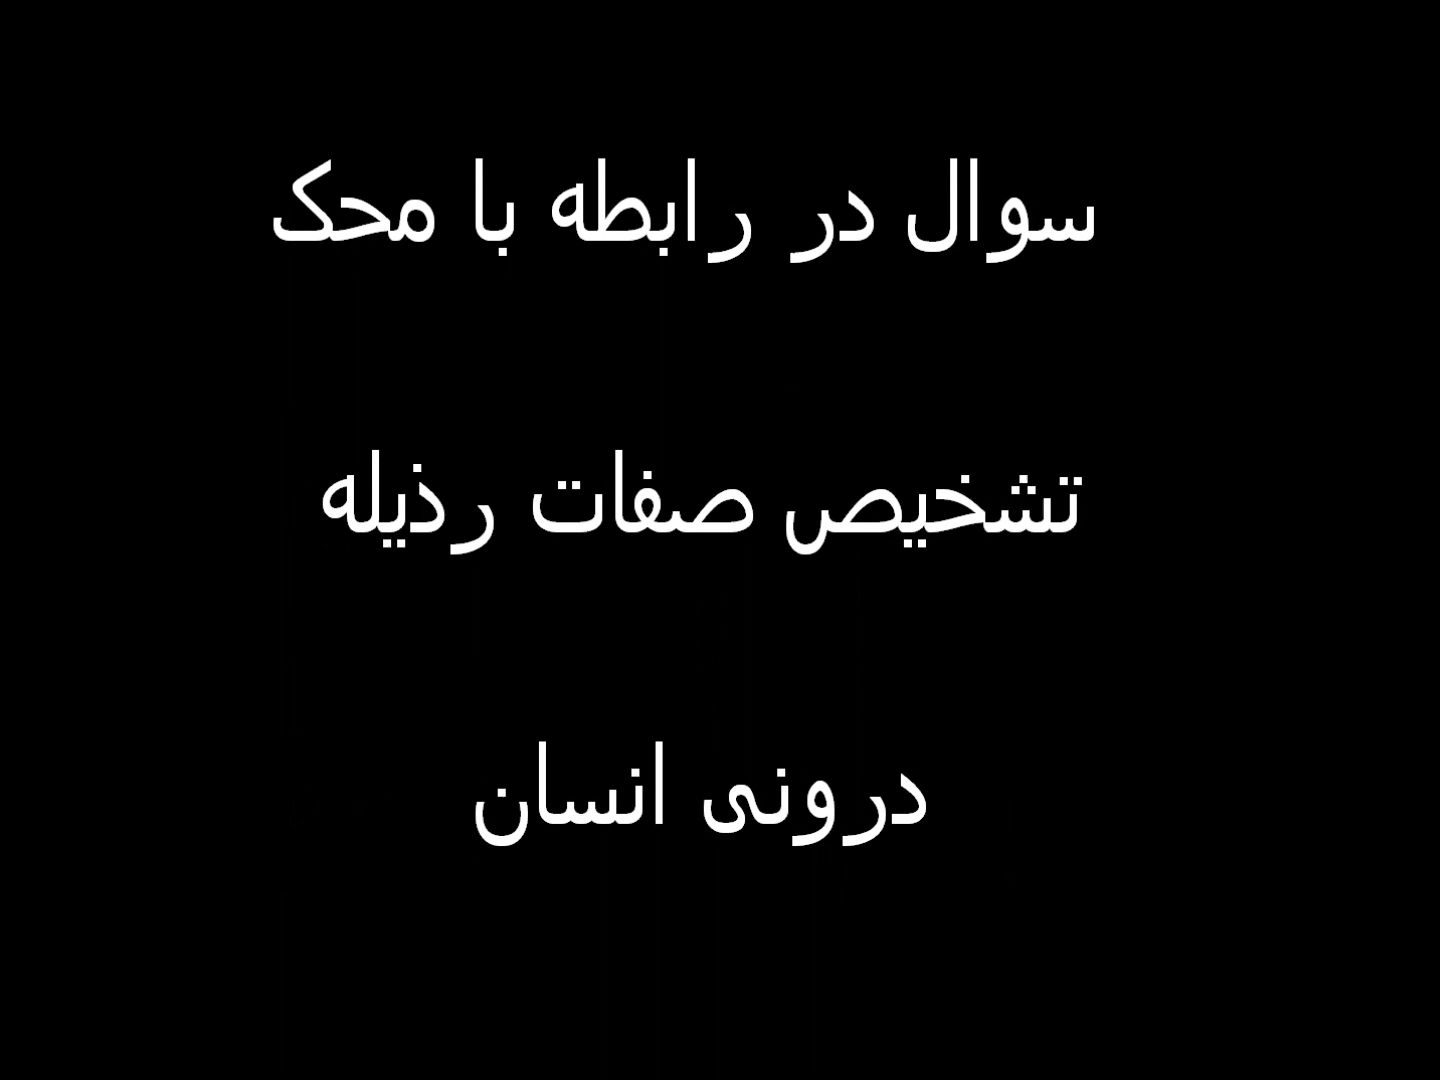 سوال در رابطه با محک
تشخیص صفات رذیله
درونی انسان